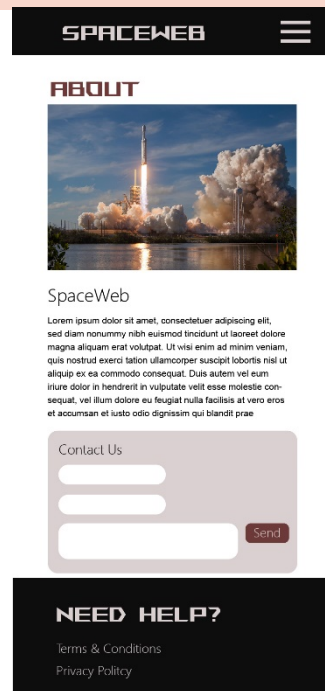 SPACEWEB
ABOUT
SpaceWeb
Lorem ipsum dolor sit amet, consectetuer adipiscing elit,
sed diam nonummy nibh euismod tincidunt ut laoreet dolore
magna aliquam erat volutpat. Ut wisi enim ad minim veniam,
quis nostrud exerci tation ullamcorper suscipit lobortis nisl ut
aliquip ex ea commodo consequat. Duis autem vel eum
iriure dolor in hendrerit in vulputate velit esse molestie con-
sequat, vel illum dolore eu feugiat nulla facilisis at vero eros
et accumsan et iusto odio dignissim qui blandit prae
Contact Us
Send
NEED HELP?
Terms & Conditions
Privacy Politcy